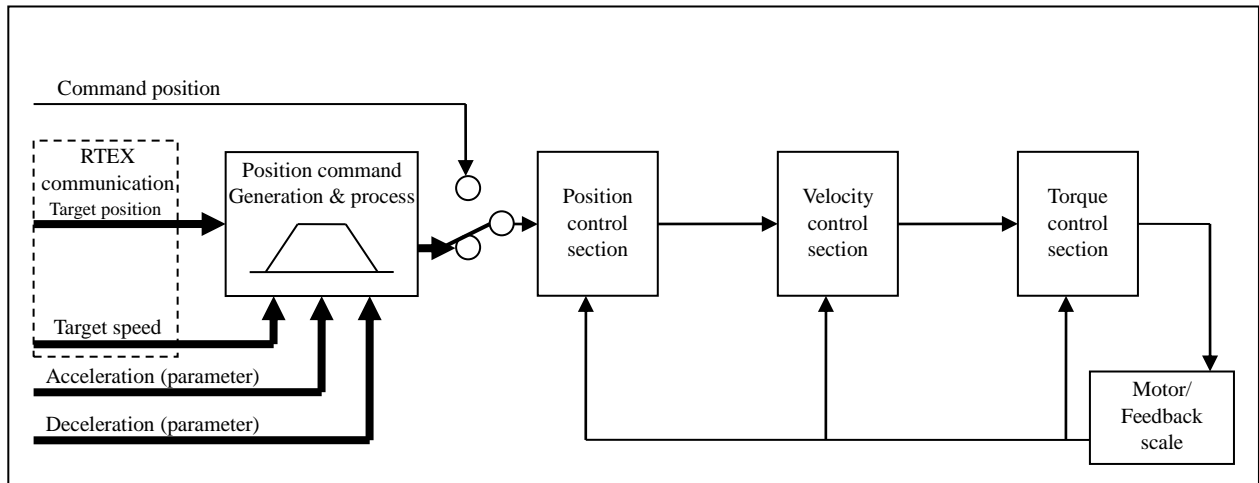 Command position
RTEX
communication
Target position
Target speed
Acceleration (parameter)
Deceleration (parameter)
Position command
Generation & process
Position
control
section
Velocity
control
section
Torque
control
section
Motor/
Feedback
scale